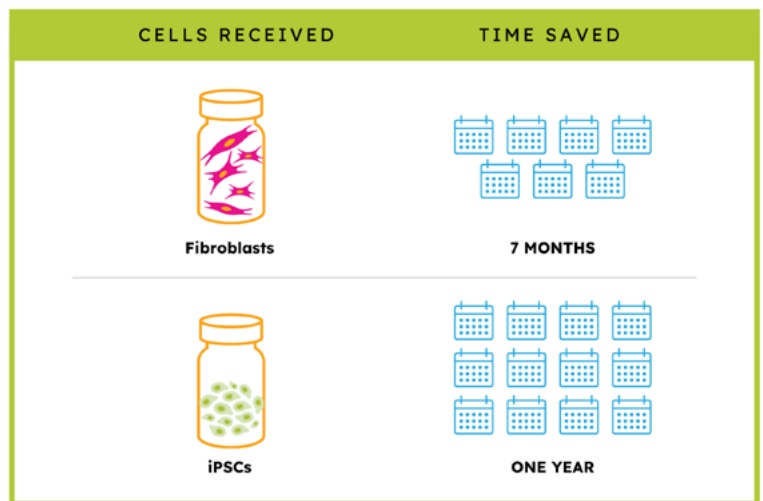 CELLS RECEIVED
TIME SAVED
Fibroblasts
7 MONTHS
iPSCs
ONE YEAR